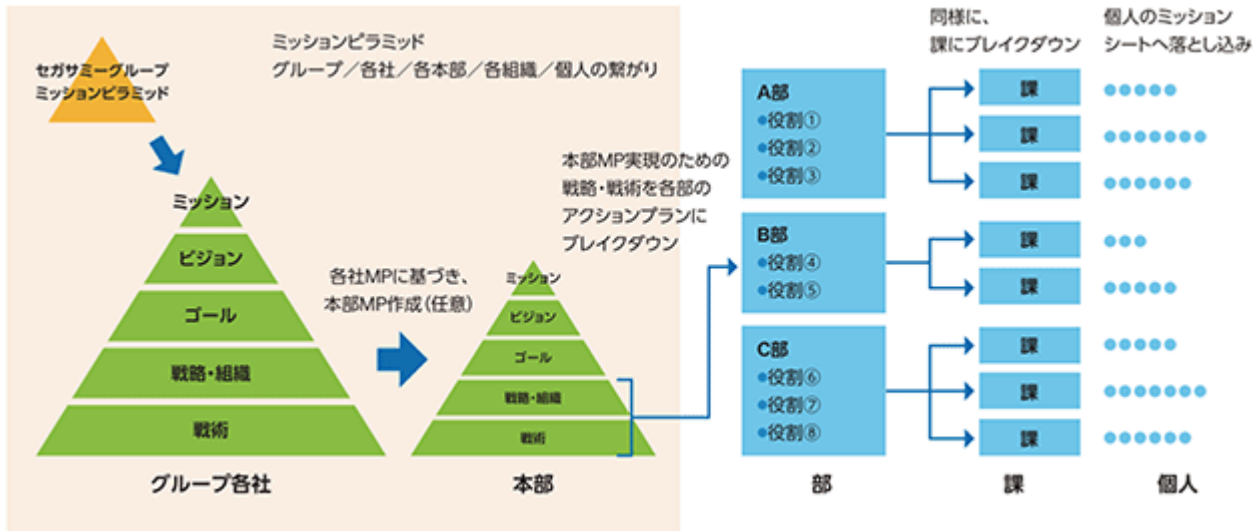 セガサミーグループ
ミッションピラミッド
ミッションピラミッド
グループ／各社／各本部／各組織／個人の繋がり
ミッション
ビジョン
ゴール
戦略・組織
戦術
グループ各社
各社MPに基づき、
本部MP作成（任意）
ミッション
ビジョン
ゴール
戦略・組織
戦術
本部
本部MP実現のための
戦略・戦術を各部の
アクションプランに
ブレイクダウン
A部
●役割①
●役割②
●役割③
B部
●役割④
●役割⑤
C部
●役割⑥
●役割⑦
●役割⑧
部
同様に、
課にブレイクダウン
課
課
課
課
課
課
課
課
課
個人のミッション
シートへ落とし込み
個人